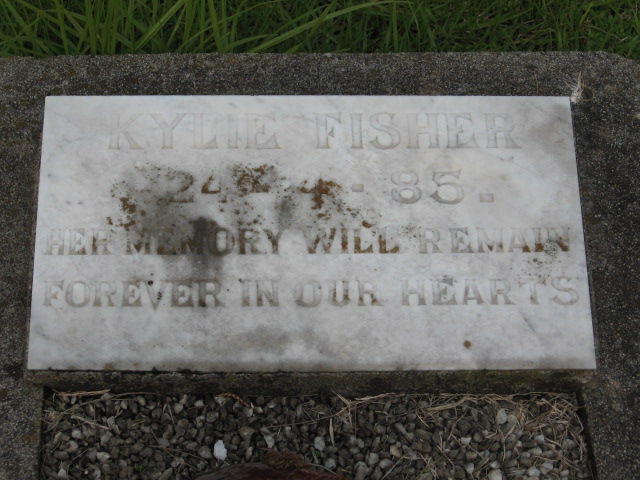 KYLIE FISHER
24 - 4 - 85.
HER MEMORY WILL REMAIN
FOREVER IN OUR HEARTS